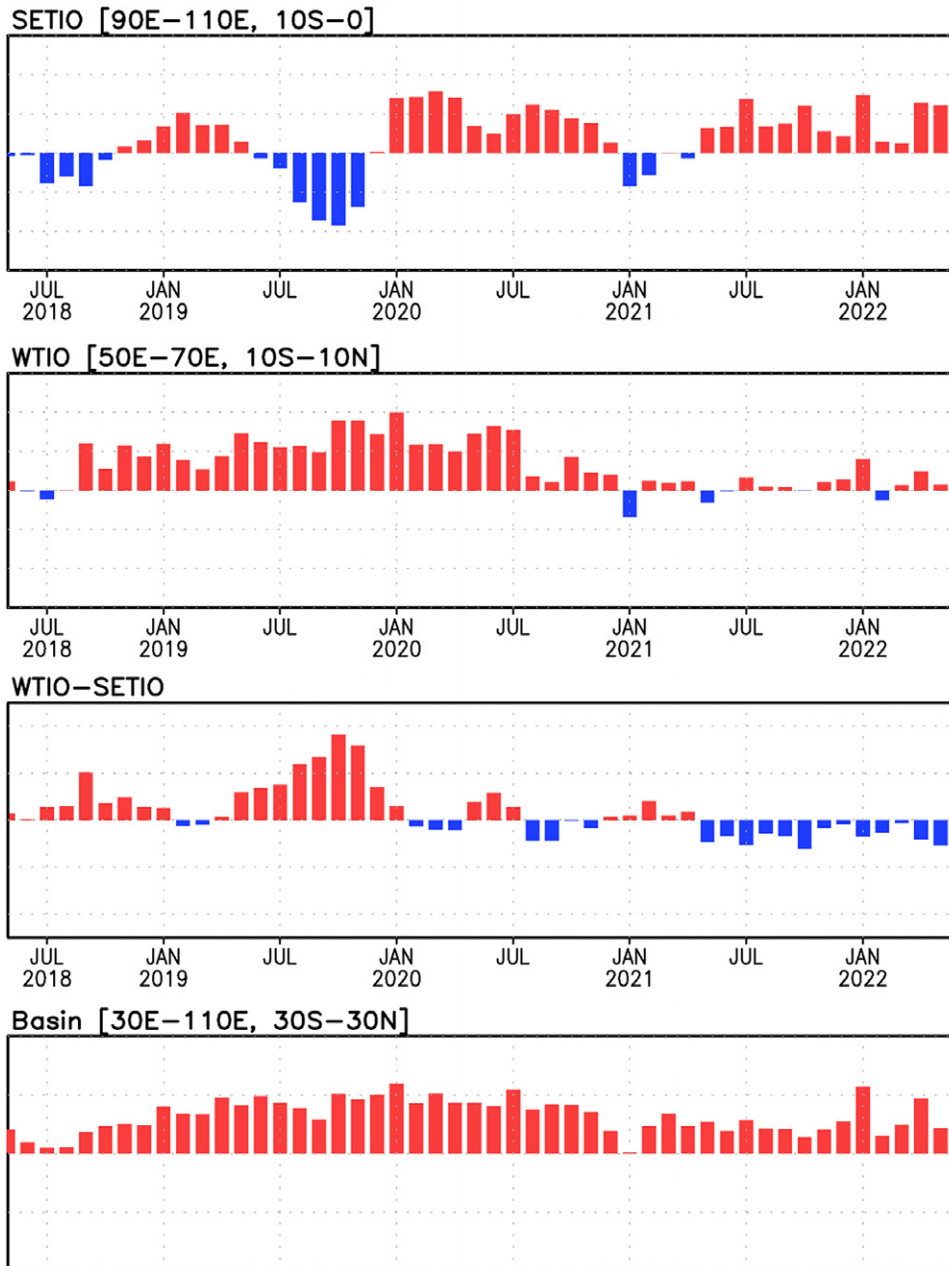 SETIO [90E-110E, 10S-0]
JUL JAN JUL JAN JUL JAN JUL JAN
2018 2019 2020 2021 2022
WTIO [50E-70E, 10S-10N]
JUL JAN JUL JAN JUL JAN JUL JAN
2018 2019 2020 2021 2022
WTIO-SETIO
JUL JAN JUL JAN JUL JAN JUL JAN
2018 2019 2020 2021 2022
Basin [30E-110E, 30S-30N]